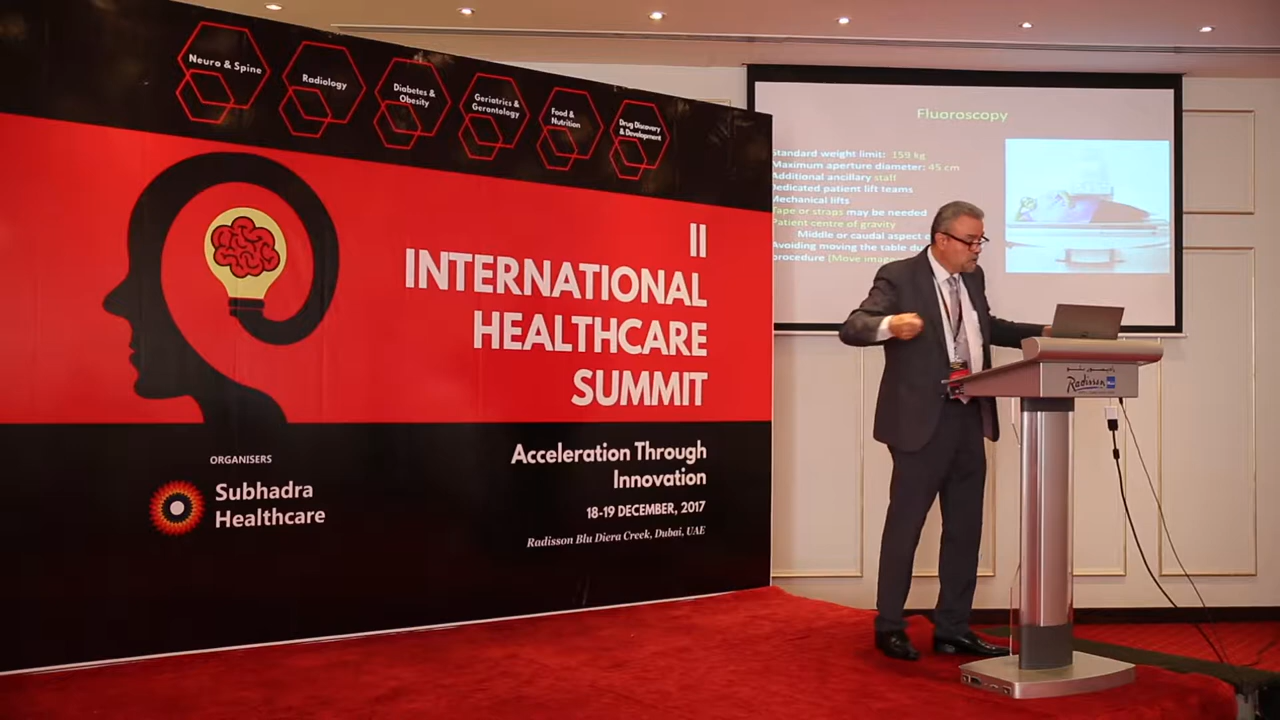 Neuro & Spine
Radiology
Diabetes &
Obesity
Geriatrics &
Gerontology
Food &
Nutrition
Drug Discovery
& Development
II
INTERNATIONAL
HEALTHCARE
SUMMIT
Acceleration Through
Innovation
18-19 DECEMBER, 2017
Radisson Blu Diera Creek, Dubai, UAE
ORGANISERS
Subhadra
Healthcare
Fluoroscopy
Standard weight limit: 159 kg
Maximum aperture diameter: 45 cm
Additional ancillary staff
Dedicated patient lift teams
Mechanical lifts
Tape or straps may be needed
Patient centre of gravity
Middle or caudal aspect
Avoiding moving the table
procedure (Move
Radisson